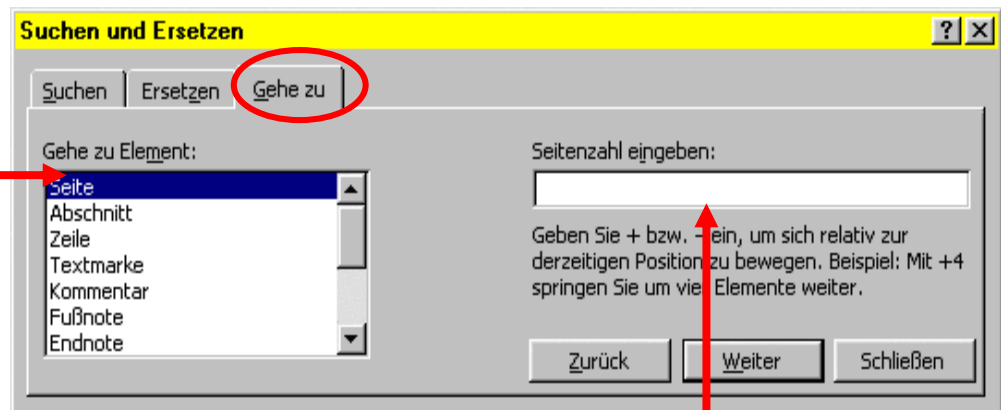 Suchen und Ersetzen
Suchen
Ersetzen
Gehe zu
Gehe zu Element:
Seite
Abschnitt
Zeile
Textmarke
Kommentar
Fußnote
Endnote
Seitenzahl eingeben:
Geben Sie + bzw. - ein, um sich relativ zur
derzeitigen Position zu bewegen. Beispiel: Mit +4
springen Sie um vier Elemente weiter.
Zurück
Weiter
Schließen